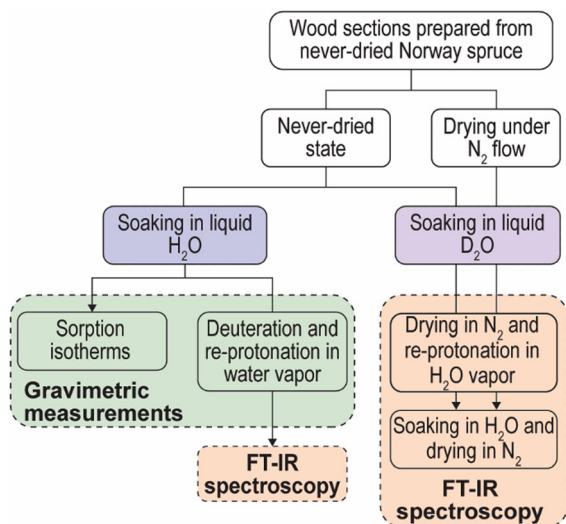 Wood sections prepared from
never-dried Norway spruce
Never-dried
state
Drying under
N₂ flow
Soaking in liquid
H₂O
Soaking in liquid
D₂O
Sorption
isotherms
Deuteration and
re-protonation in
water vapor
Gravimetric
measurements
FT-IR
spectroscopy
Drying in N₂ and
re-protonation in
H₂O vapor
Soaking in H₂O and
drying in N₂
FT-IR
spectroscopy